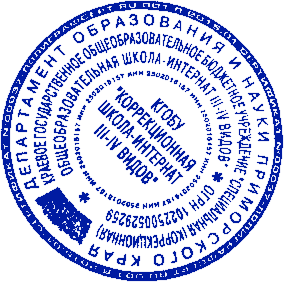 ДЕПАРТАМЕНТ ОБРАЗОВАНИЯ И НАУКИ ПРИМОРСКОГО КРАЯ
КРАЕВОЕ ГОСУДАРСТВЕННОЕ ОБЩЕОБРАЗОВАТЕЛЬНОЕ БЮДЖЕТНОЕ УЧРЕЖДЕНИЕ "СПЕЦИАЛЬНАЯ (КОРРЕКЦИОННАЯ)
ОБЩЕОБРАЗОВАТЕЛЬНАЯ ШКОЛА-ИНТЕРНАТ III-IV ВИДОВ" * ОГРН 1022500529259
КГОБУ
"КОРРЕКЦИОННАЯ
ШКОЛА-ИНТЕРНАТ
III-IV ВИДОВ"